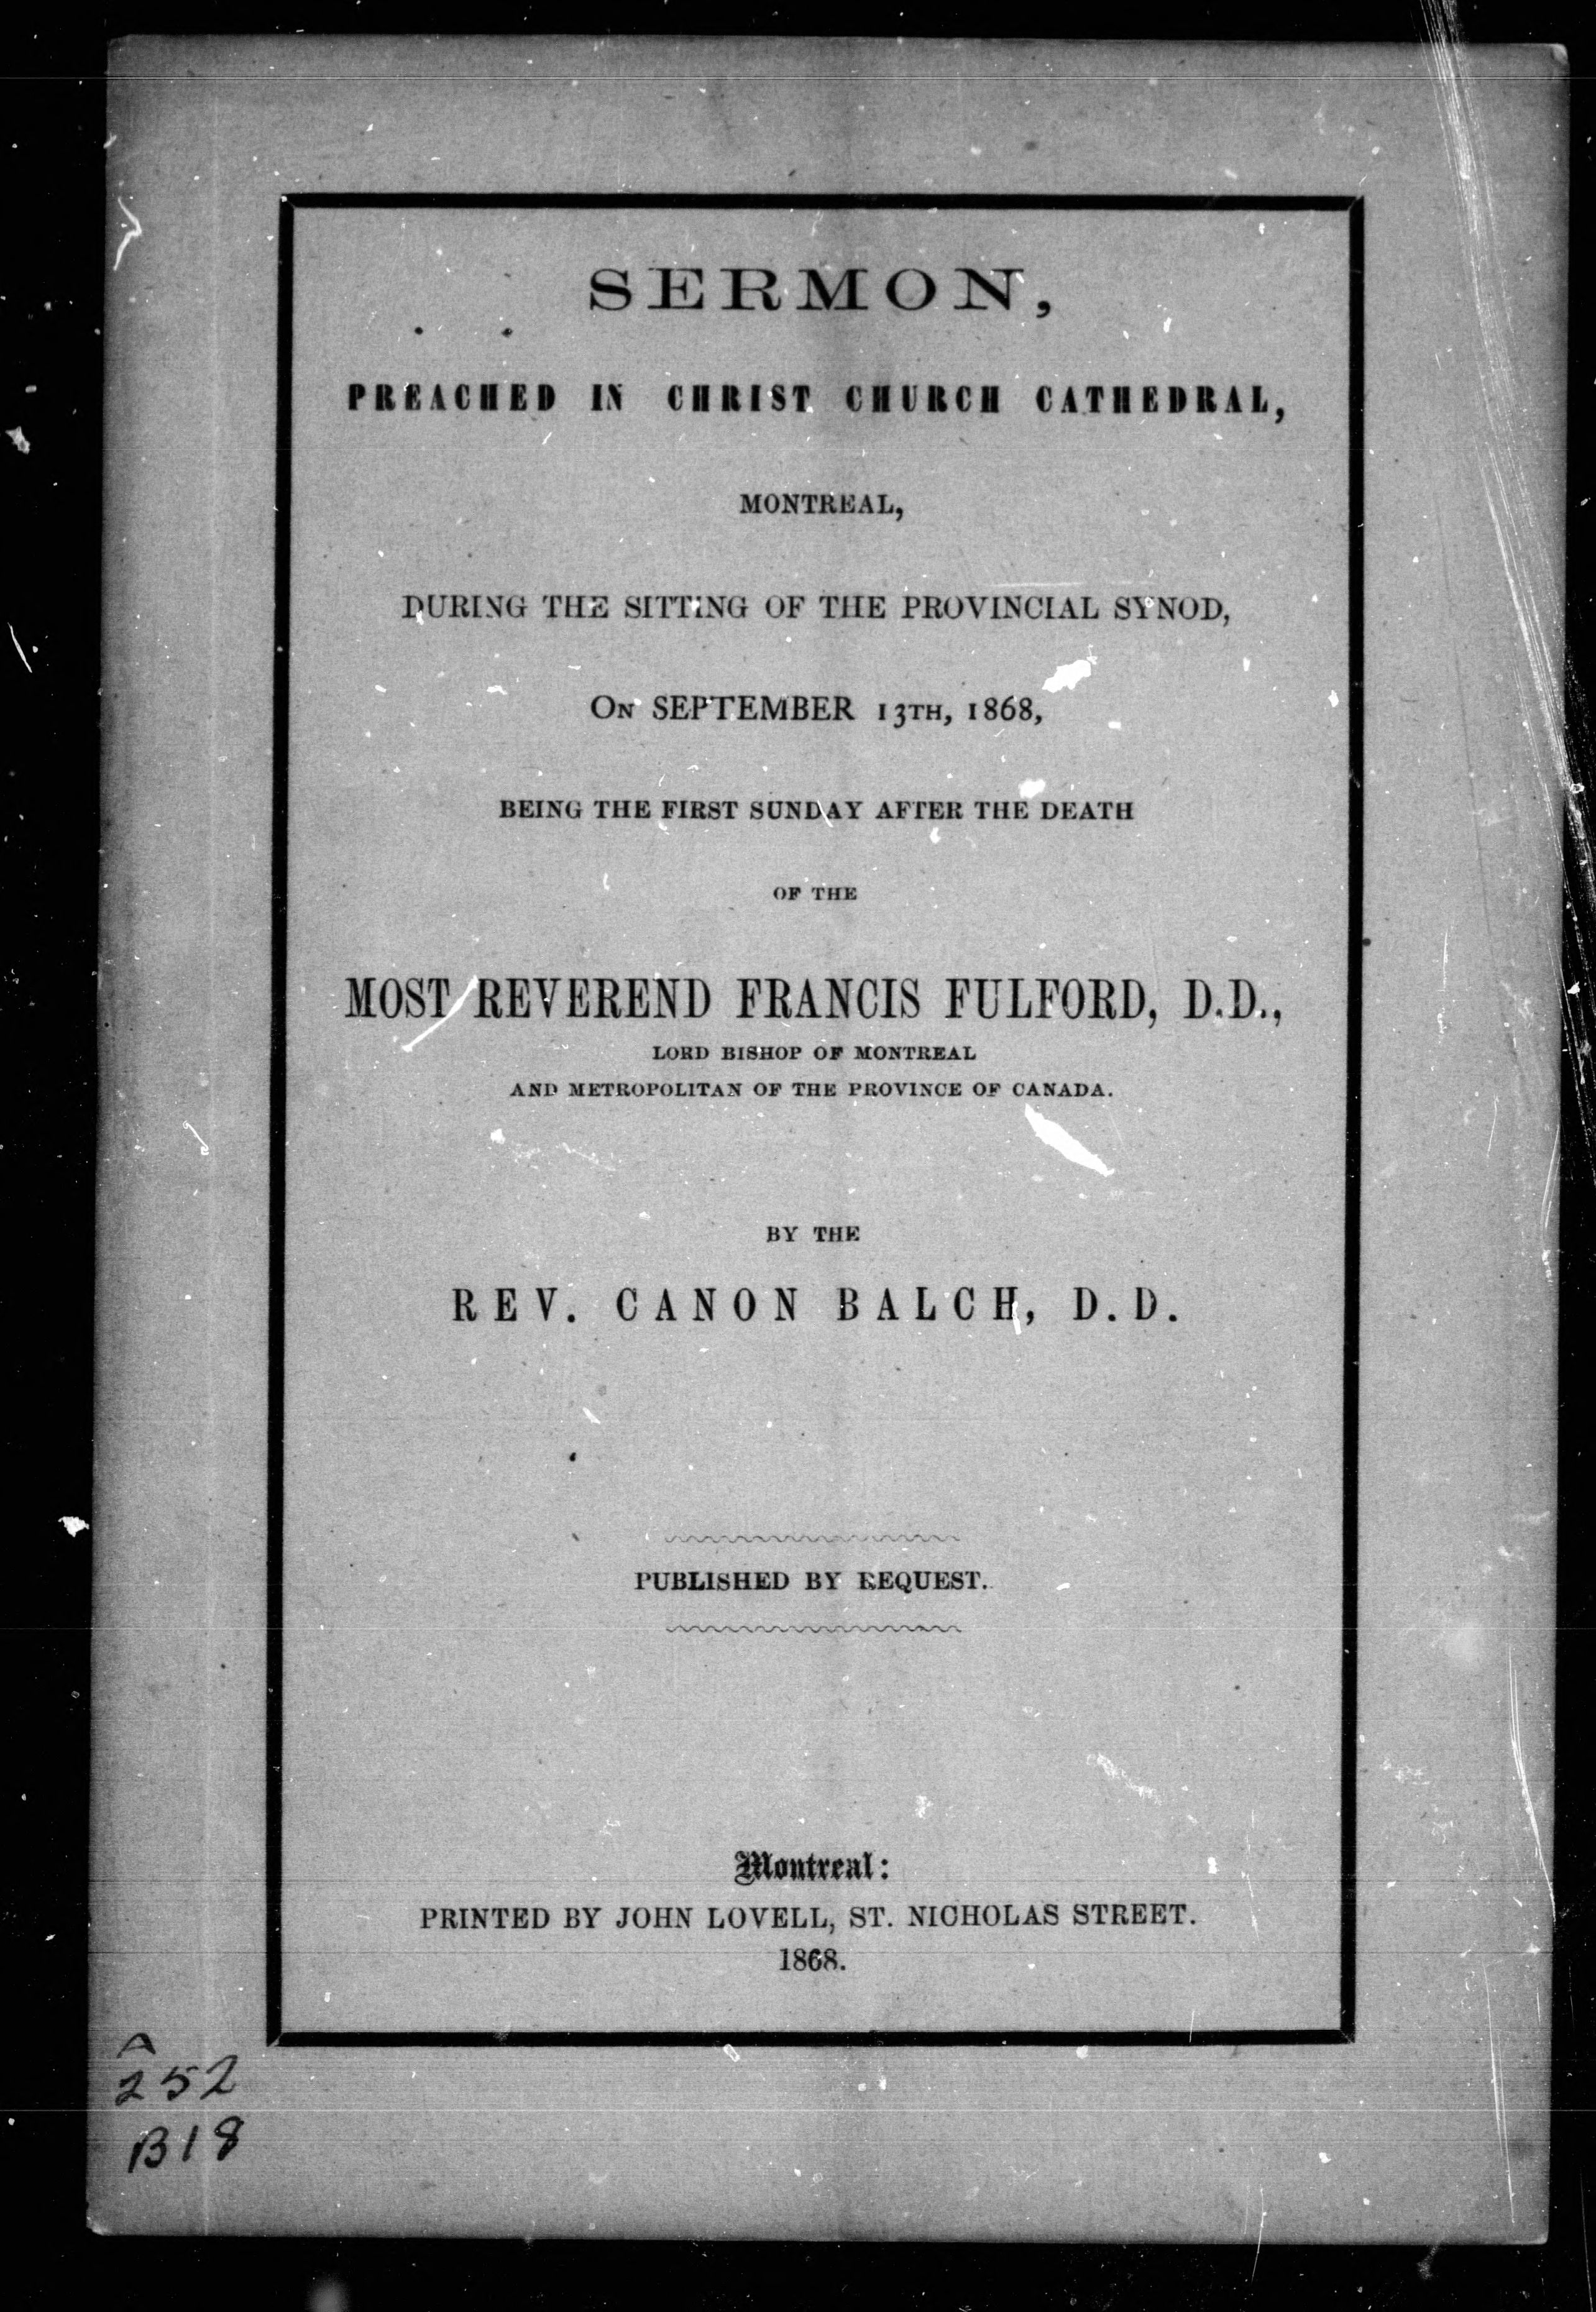 SERMON,
PREACHED IN CHRIST CHURCH CATHEDRAL,
MONTREAL,
DURING THE SITTING OF THE PROVINCIAL SYNOD,
ON SEPTEMBER 13TH, 1868,
BEING THE FIRST SUNDAY AFTER THE DEATH
OF THE
MOST REVEREND FRANCIS FULFORD, D.D.,
LORD BISHOP OF MONTREAL
AND METROPOLITAN OF THE PROVINCE OF CANADA.
BY THE
REV. CANON BALCH, D.D.
PUBLISHED BY REQUEST.
Montreal:
PRINTED BY JOHN LOVELL, ST. NICHOLAS STREET.
1868.
A
252
B18